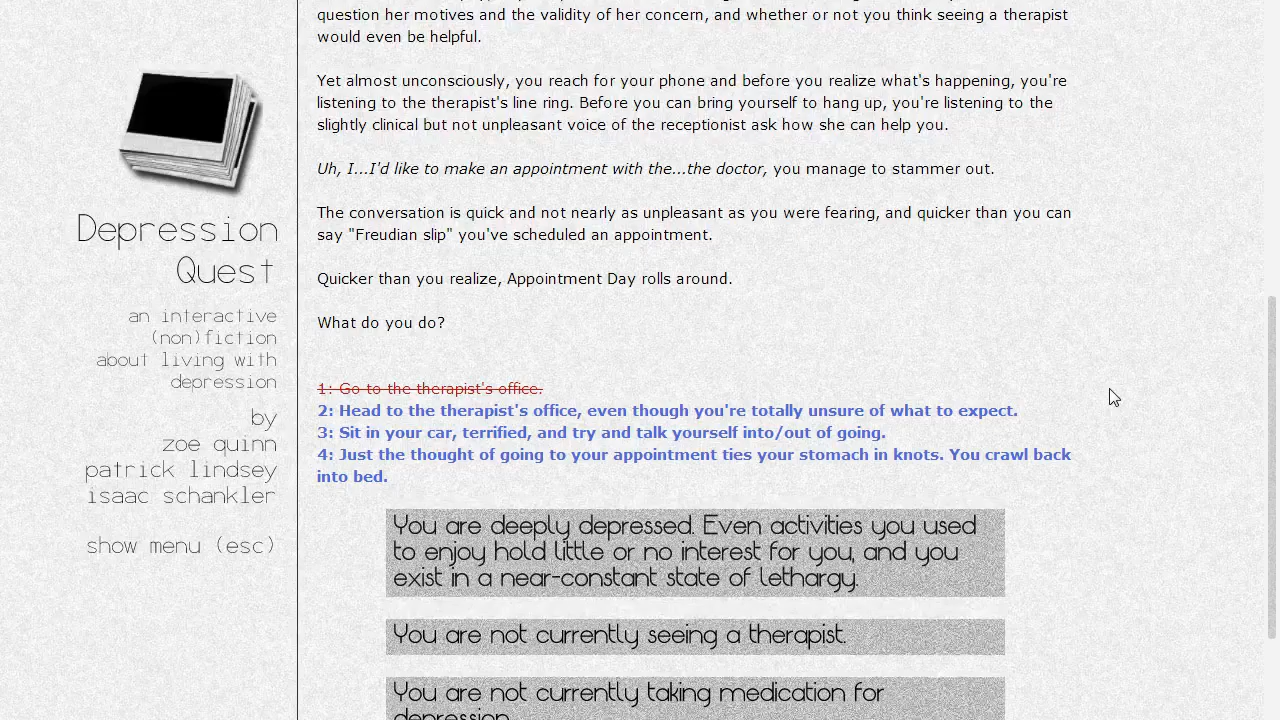 question her motives and the validity of her concern, and whether or not you think seeing a therapist
would even be helpful.
Yet almost unconsciously, you reach for your phone and before you realize what's happening, you're
listening to the therapist's line ring. Before you can bring yourself to hang up, you're listening to the
slightly clinical but not unpleasant voice of the receptionist ask how she can help you.
Uh, I...I'd like to make an appointment with the...the doctor, you manage to stammer out.
The conversation is quick and not nearly as unpleasant as you were fearing, and quicker than you can
say "Freudian slip" you've scheduled an appointment.
Quicker than you realize, Appointment Day rolls around.
What do you do?
1: Go to the therapist's office.
2: Head to the therapist's office, even though you're totally unsure of what to expect.
3: Sit in your car, terrified, and try and talk yourself into/out of going.
4: Just the thought of going to your appointment ties your stomach in knots. You crawl back
into bed.
You are deeply depressed. Even activities you used
to enjoy hold little or no interest for you, and you
exist in a near-constant state of lethargy.
You are not currently seeing a therapist.
You are not currently taking medication for
depression
Depression
Quest
an interactive
(non)fiction
about living with
depression
by
zoe quinn
patrick lindsey
isaac schankler
show menu (esc)